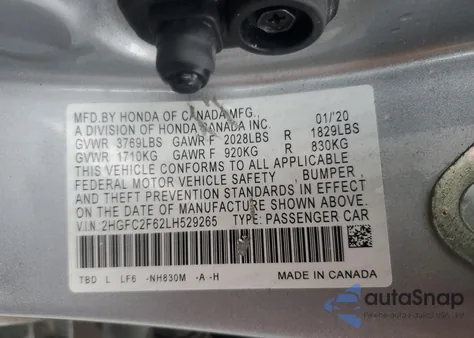 MFD.BY HONDA OF CANADA MFG., 01/'20
A DIVISION OF HONDA CANADA INC.
GVWR 3769LBS GAWR F 2028LBS R 1829LBS
GVWR 1710KG GAWR F 920KG R 830KG
THIS VEHICLE CONFORMS TO ALL APPLICABLE
FEDERAL MOTOR VEHICLE SAFETY, BUMPER,
AND THEFT PREVENTION STANDARDS IN EFFECT
ON THE DATE OF MANUFACTURE SHOWN ABOVE.
V.I.N. 2HGFC2F62LH529265 TYPE: PASSENGER CAR
TBD L LF6 -NH830M -A -H MADE IN CANADA
autoSnap